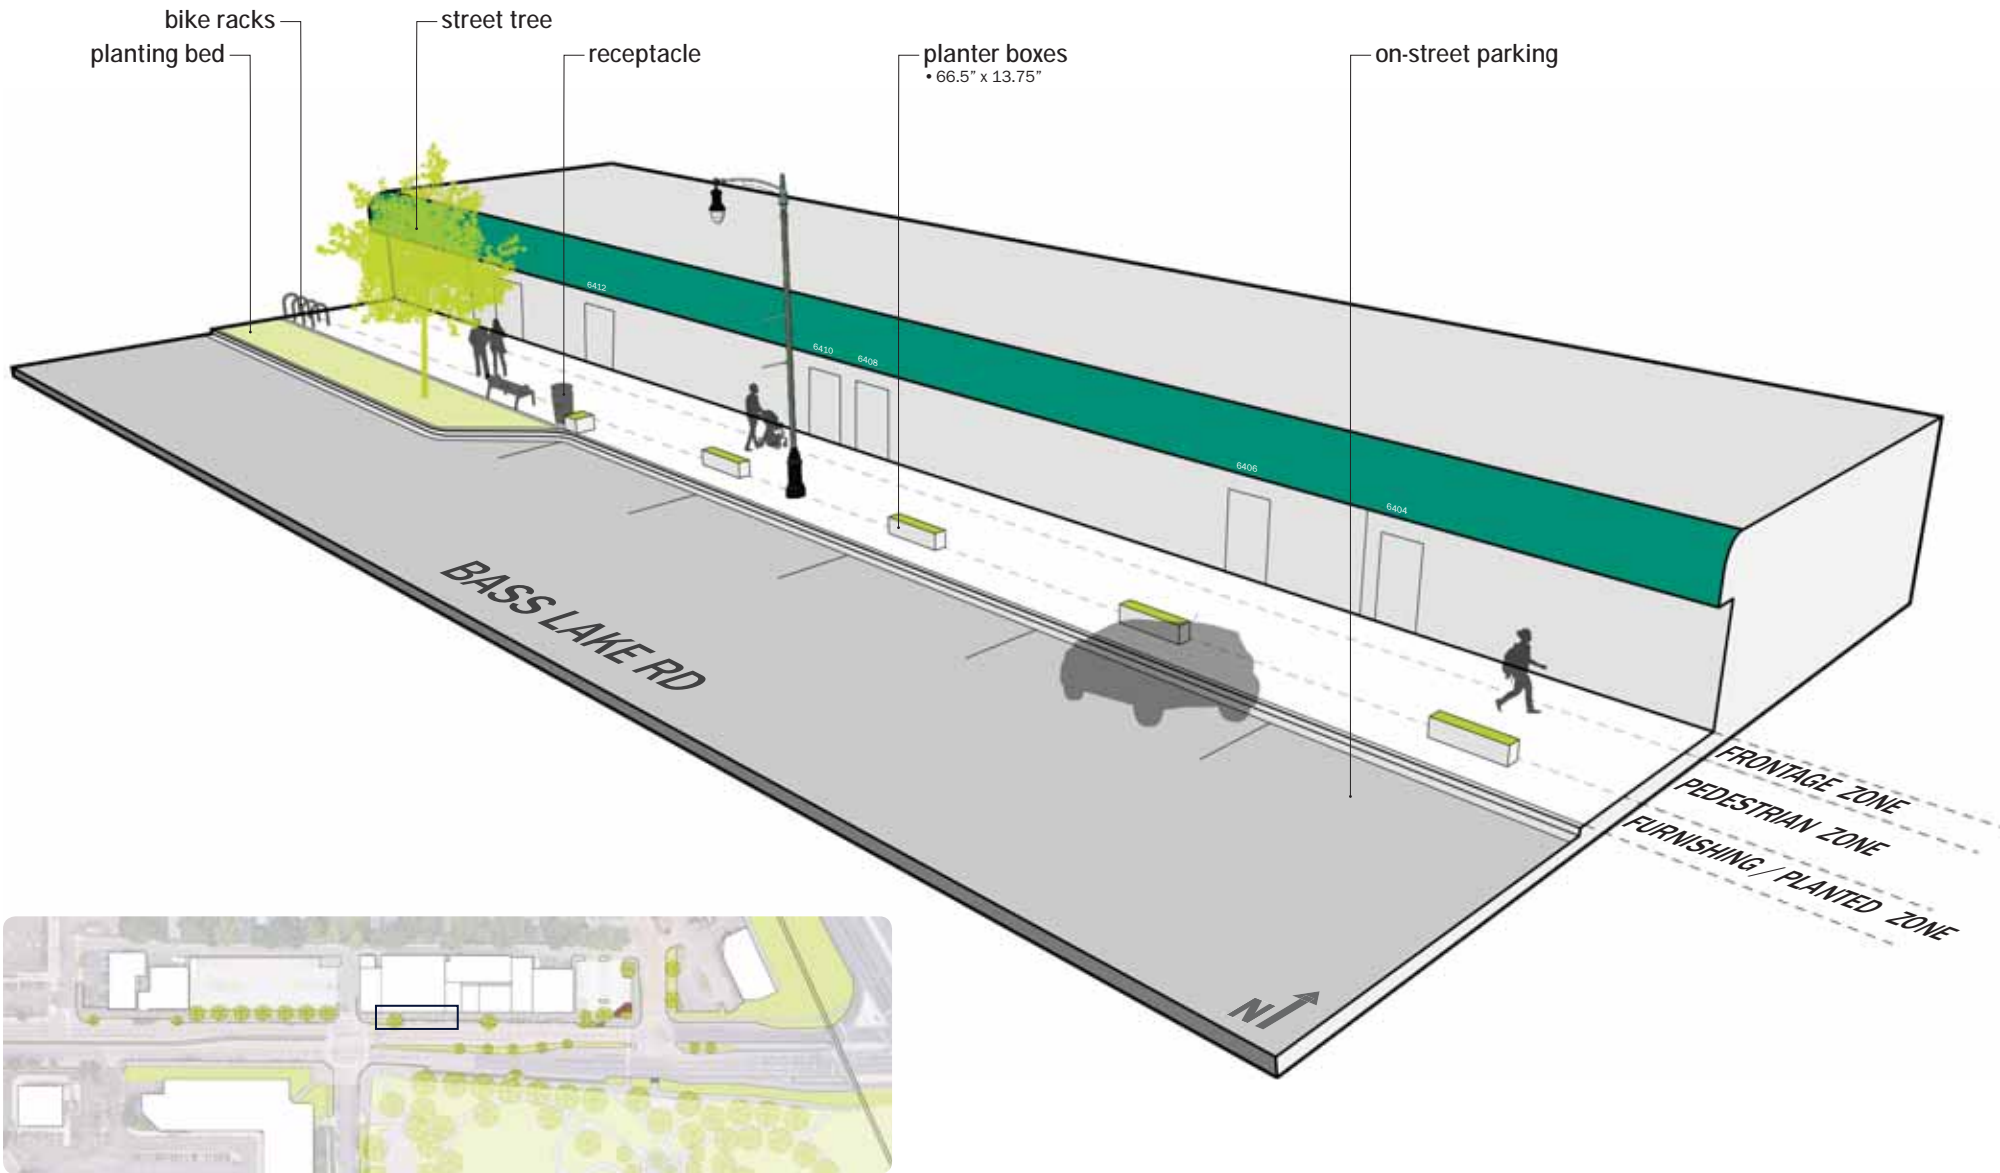 bike racks
street tree
planting bed
receptacle
planter boxes
• 66.5” x 13.75”
on-street parking
6412
6410
6408
6406
6404
BASS LAKE RD
FRONTAGE ZONE
PEDESTRIAN ZONE
FURNISHING / PLANTED ZONE
N